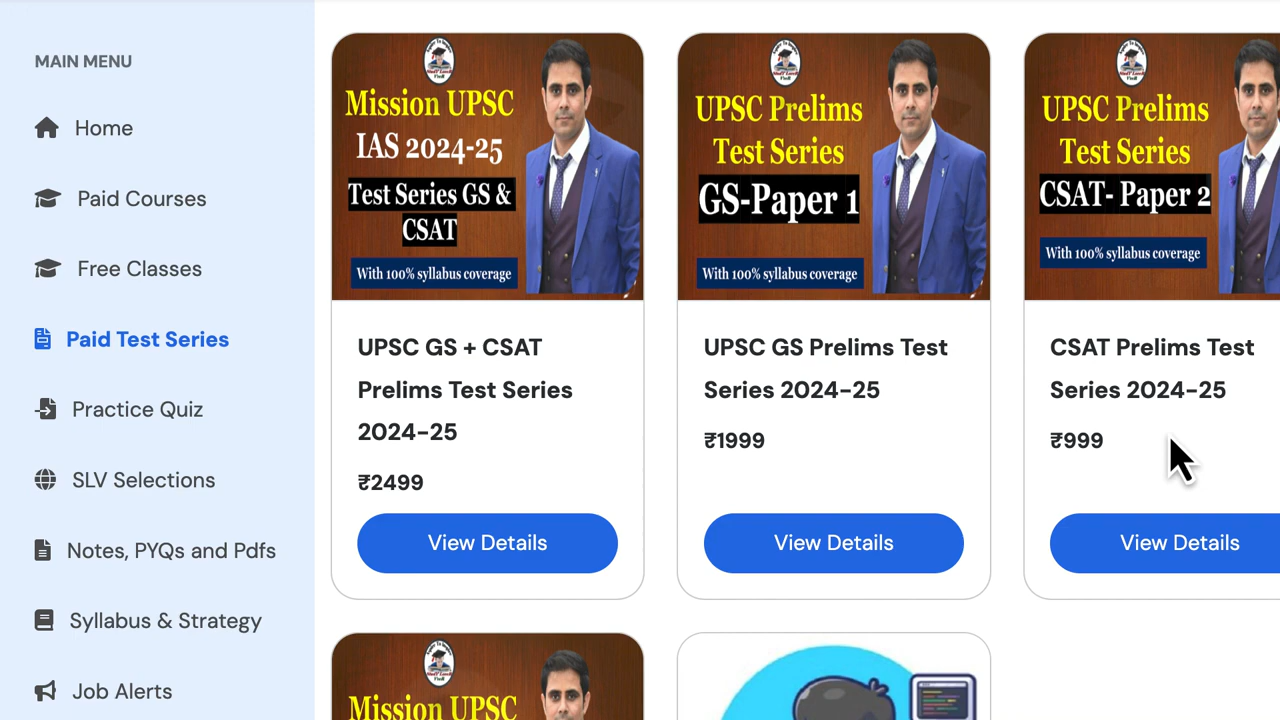 MAIN MENU
Home
Paid Courses
Free Classes
Paid Test Series
Practice Quiz
SLV Selections
Notes, PYQs and Pdfs
Syllabus & Strategy
Job Alerts
Mission UPSC
IAS 2024-25
Test Series GS &
CSAT
With 100% syllabus coverage
UPSC GS + CSAT
Prelims Test Series
2024-25
₹2499
View Details
UPSC Prelims
Test Series
GS-Paper 1
With 100% syllabus coverage
UPSC GS Prelims Test
Series 2024-25
₹1999
View Details
UPSC Prelims
Test Series
CSAT- Paper 2
With 100% syllabus coverage
CSAT Prelims Test
Series 2024-25
₹999
View Details
Mission UPSC